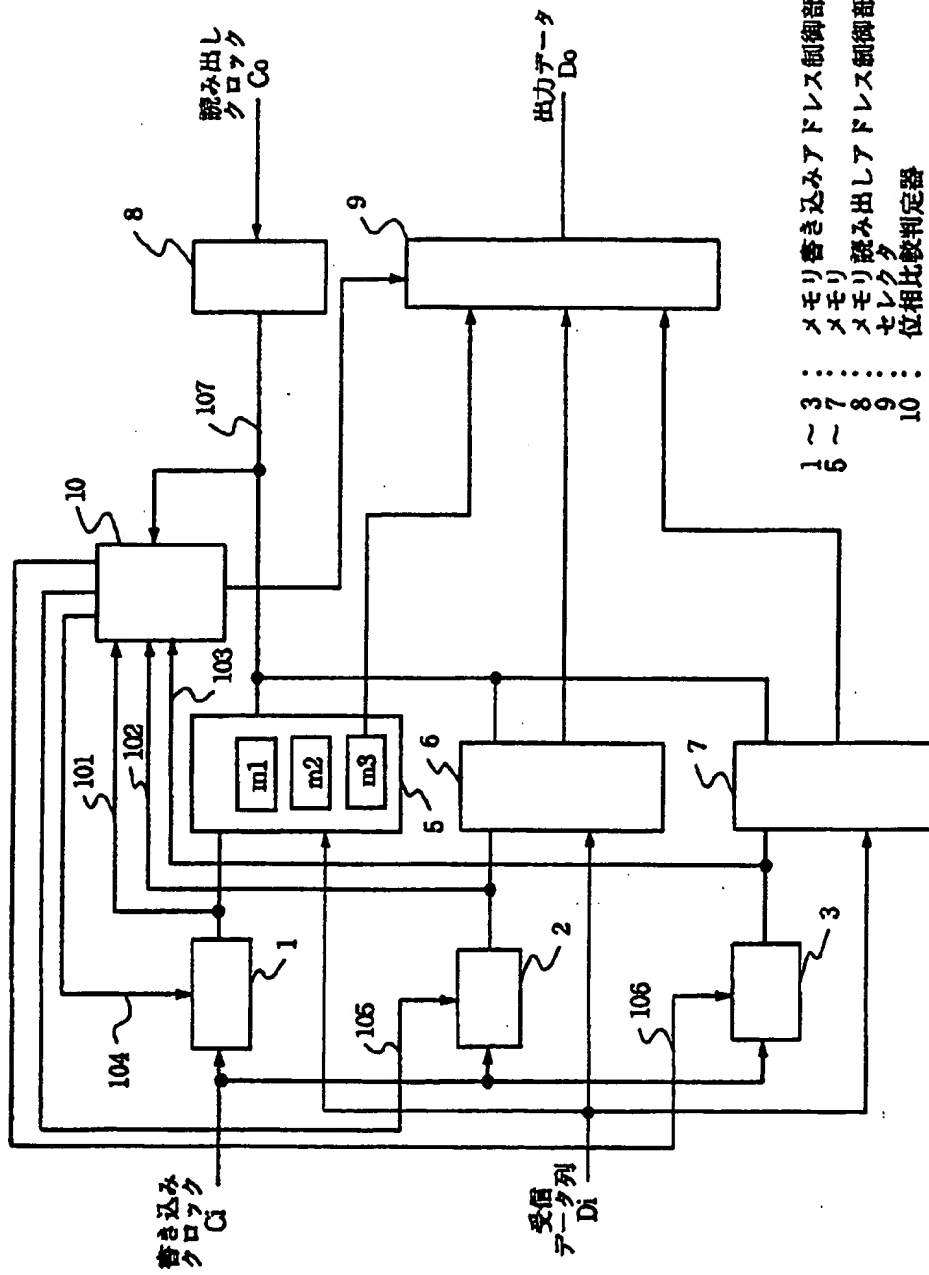 書き込み
クロック
Ci
受信
データ列
Di
読み出し
クロック
Co
出力データ
Do
104
101
102
103
10
107
8
9
1
5
m1
m2
m3
105
2
6
106
3
7
1~3 : メモリ書き込みアドレス制御部
5~7 : メモリ
8 : メモリ読み出しアドレス制御部
9 : セレクタ
10 : 位相比較判定器